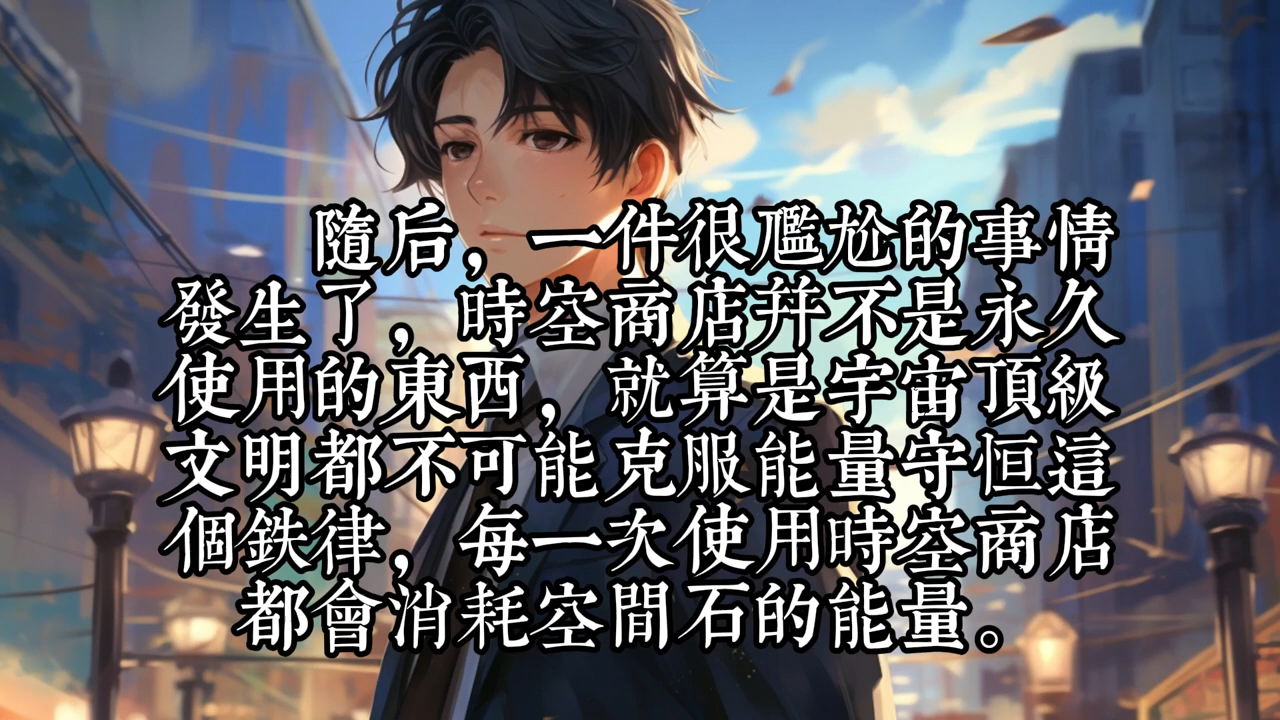 隨后，一件很尷尬的事情
發生了，時空商店并不是永久
使用的東西，就算是宇宙頂級
文明都不可能克服能量守恒這
個鉄律，每一次使用時空商店
都會消耗空間石的能量。